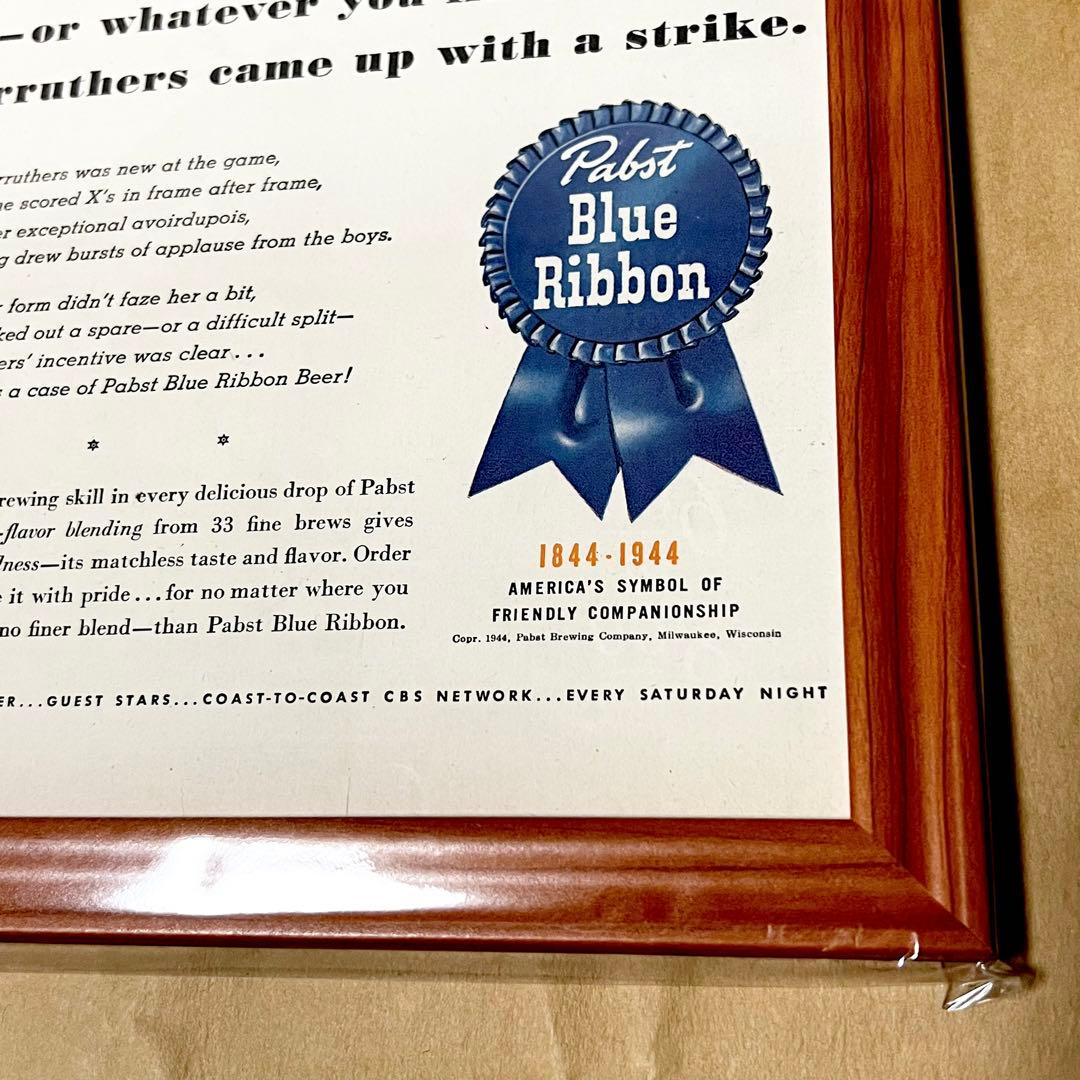 —or whatever you
rruthers came up with a strike.
rruthers was new at the game,
e scored X's in frame after frame,
r exceptional avoirdupois,
g drew bursts of applause from the boys.
form didn't faze her a bit,
ked out a spare—or a difficult split—
ers' incentive was clear...
a case of Pabst Blue Ribbon Beer!
rewing skill in every delicious drop of Pabst
-flavor blending from 33 fine brews gives
lness—its matchless taste and flavor. Order
e it with pride...for no matter where you
no finer blend—than Pabst Blue Ribbon.
Pabst
Blue
Ribbon
1844-1944
AMERICA'S SYMBOL OF
FRIENDLY COMPANIONSHIP
Copr. 1944, Pabst Brewing Company, Milwaukee, Wisconsin
ER...GUEST STARS...COAST-TO-COAST CBS NETWORK...EVERY SATURDAY NIGHT